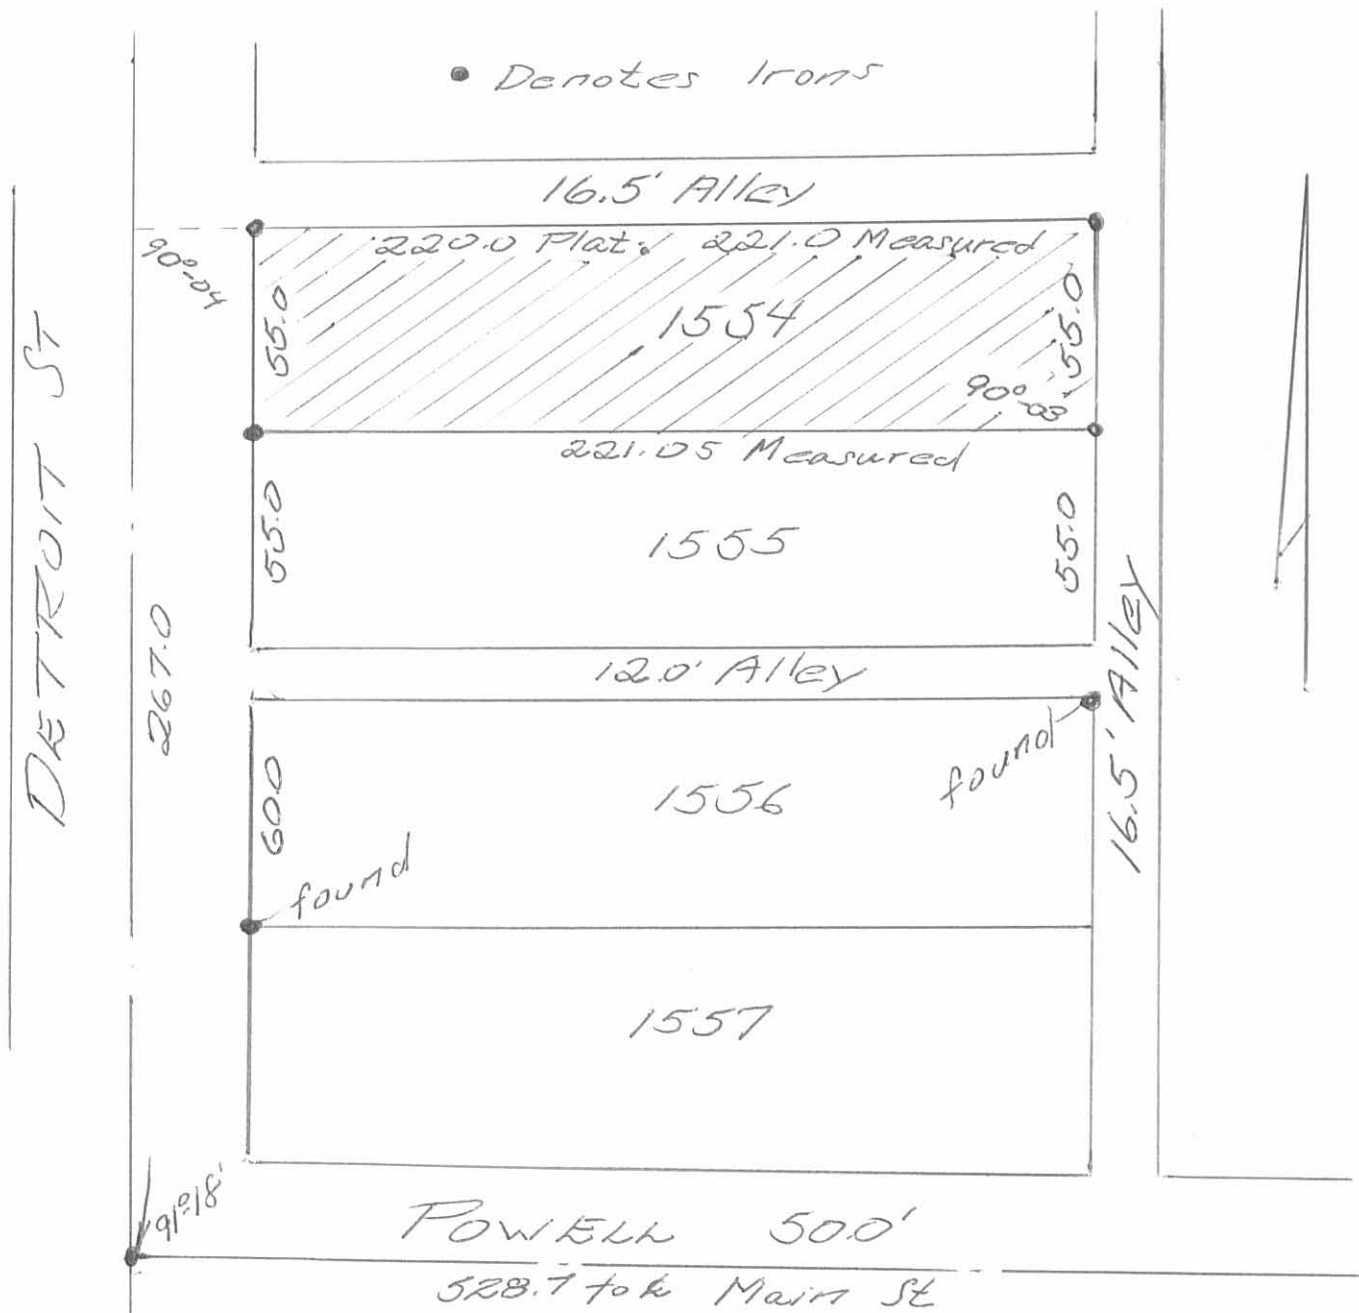 • Denotes Irons
16.5' Alley
90°-04
220.0 Plat. 221.0 Measured
55.0
1554
55.0
90°-03'
221.05 Measured
DETROIT ST
55.0
1555
55.0
267.0
12.0' Alley
16.5' Alley
60.0
1556
found
found
1557
91°-18'
POWELL 50.0'
528.7 to Main St